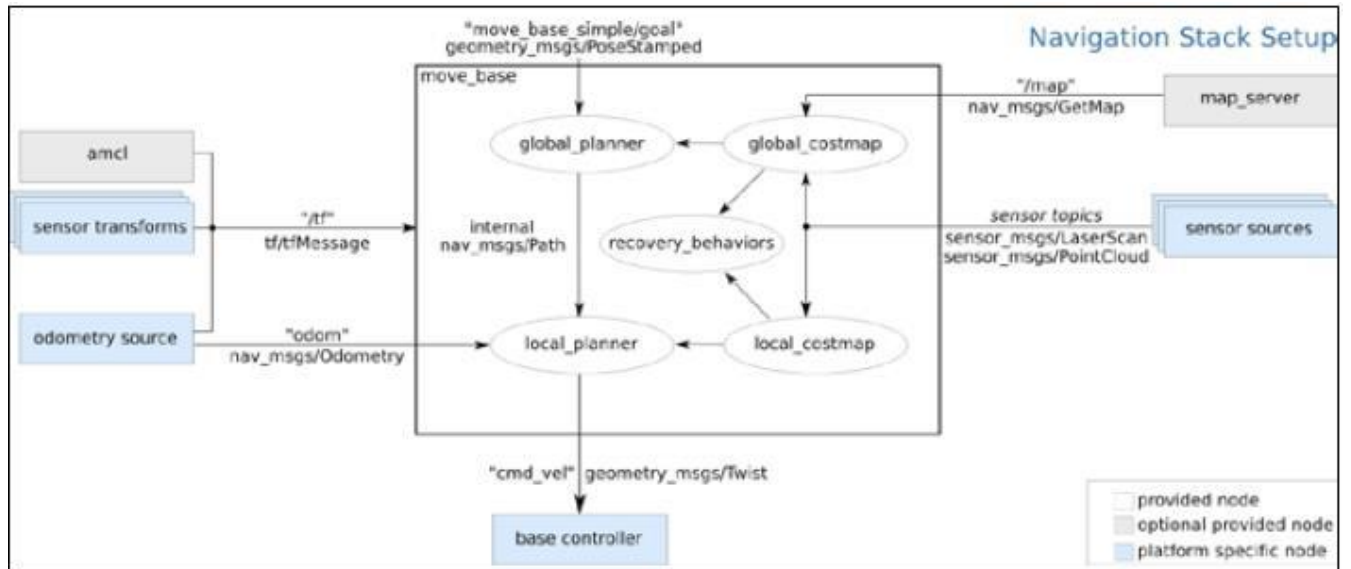 "move_base_simple/goal"
geometry_msgs/PoseStamped
Navigation Stack Setup
move_base
"/map"
nav_msgs/GetMap
map_server
amcl
global_planner
global_costmap
sensor transforms
"/tf"
tf/tfMessage
internal
nav_msgs/Path
recovery_behaviors
sensor topics
sensor_msgs/LaserScan
sensor_msgs/PointCloud
sensor sources
odometry source
"odom"
nav_msgs/Odometry
local_planner
local_costmap
"cmd_vel" geometry_msgs/Twist
base controller
provided node
optional provided node
platform specific node